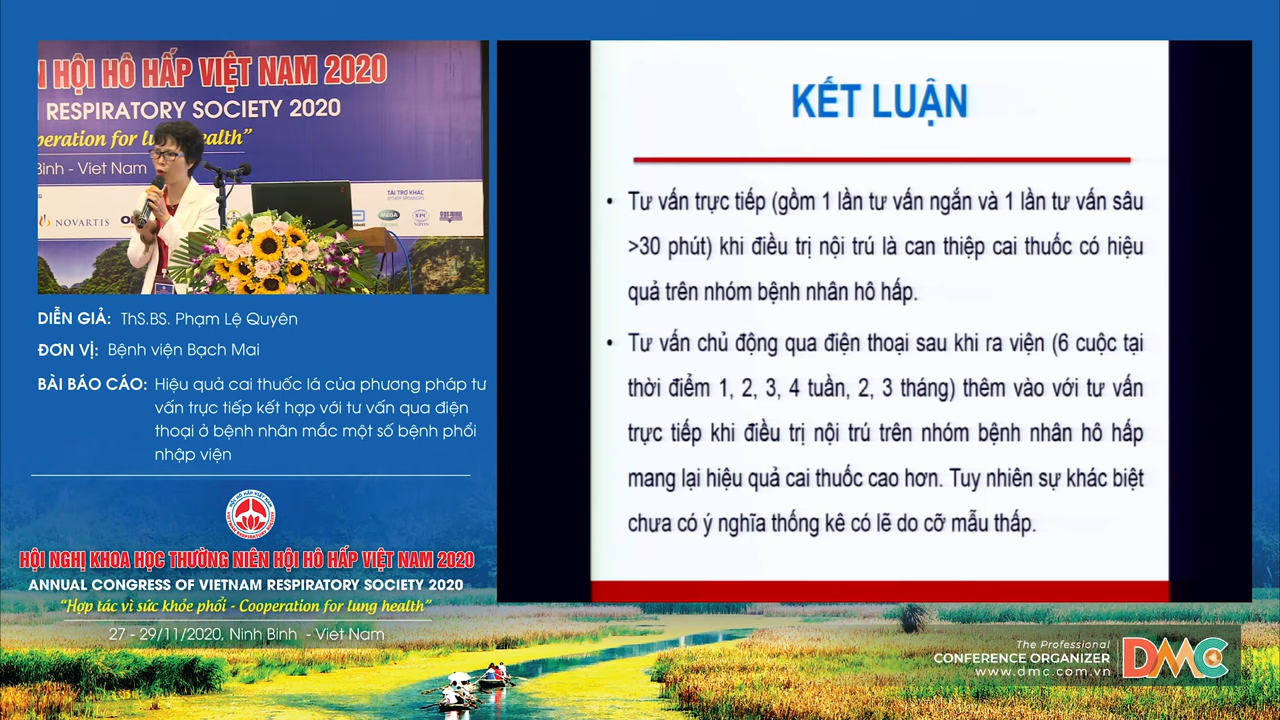 N HỘI HÔ HẤP VIỆT NAM 2020
RESPIRATORY SOCIETY 2020
peration for lung health”
Binh - Viet Nam
NOVARTIS
TÀI TRỢ KHÁC
DIỄN GIẢ: ThS.BS. Phạm Lệ Quyên
ĐƠN VỊ: Bệnh viện Bạch Mai
BÀI BÁO CÁO: Hiệu quả cai thuốc lá của phương pháp tư
vấn trực tiếp kết hợp với tư vấn qua điện
thoại ở bệnh nhân mắc một số bệnh phổi
nhập viện
HỘI NGHỊ KHOA HỌC THƯỜNG NIÊN HỘI HÔ HẤP VIỆT NAM 2020
ANNUAL CONGRESS OF VIETNAM RESPIRATORY SOCIETY 2020
“Hợp tác vì sức khỏe phổi - Cooperation for lung health”
27 - 29/11/2020, Ninh Binh - Viet Nam
KẾT LUẬN
• Tư vấn trực tiếp (gồm 1 lần tư vấn ngắn và 1 lần tư vấn sâu
>30 phút) khi điều trị nội trú là can thiệp cai thuốc có hiệu
quả trên nhóm bệnh nhân hô hấp.
• Tư vấn chủ động qua điện thoại sau khi ra viện (6 cuộc tại
thời điểm 1, 2, 3, 4 tuần, 2, 3 tháng) thêm vào với tư vấn
trực tiếp khi điều trị nội trú trên nhóm bệnh nhân hô hấp
mang lại hiệu quả cai thuốc cao hơn. Tuy nhiên sự khác biệt
chưa có ý nghĩa thống kê có lẽ do cỡ mẫu thấp.
The Professional
CONFERENCE ORGANIZER
www.dmc.com.vn
DMC